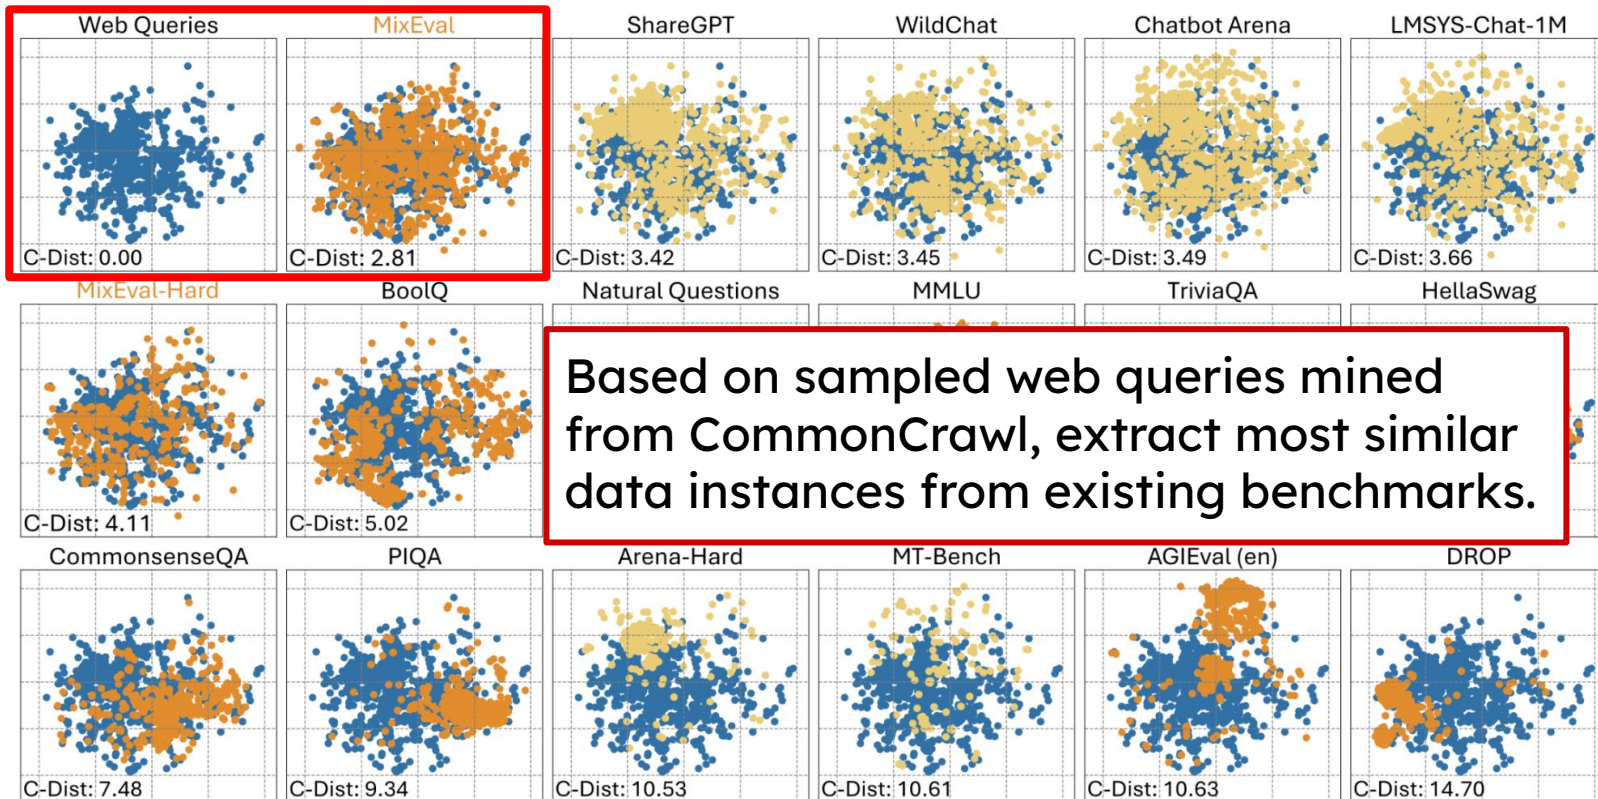 Web Queries
MixEval
ShareGPT
WildChat
Chatbot Arena
LMSYS-Chat-1M
C-Dist: 0.00
C-Dist: 2.81
C-Dist: 3.42
C-Dist: 3.45
C-Dist: 3.49
C-Dist: 3.66
MixEval-Hard
BoolQ
Natural Questions
MMLU
TriviaQA
HellaSwag
Based on sampled web queries mined
from CommonCrawl, extract most similar
data instances from existing benchmarks.
C-Dist: 4.11
C-Dist: 5.02
CommonsenseQA
PIQA
Arena-Hard
MT-Bench
AGIEval (en)
DROP
C-Dist: 7.48
C-Dist: 9.34
C-Dist: 10.53
C-Dist: 10.61
C-Dist: 10.63
C-Dist: 14.70